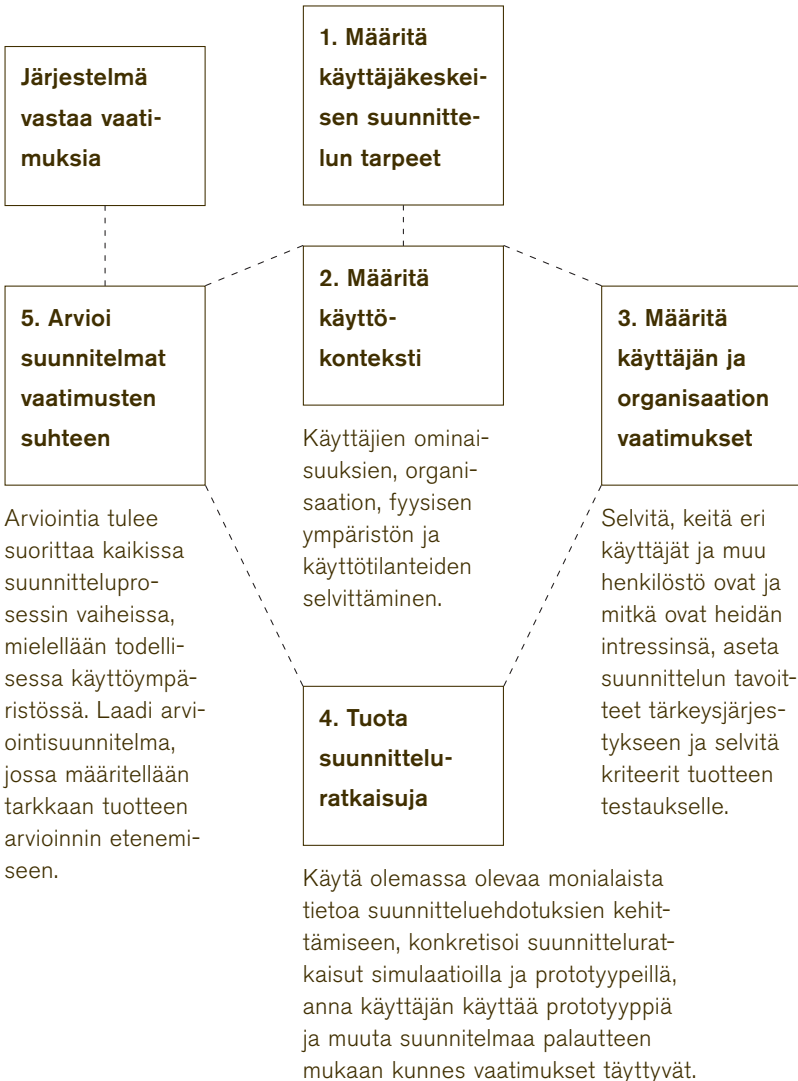 Järjestelmä
vastaa vaati-
muksia
1. Määritä
käyttäjäkeskei-
sen suunnitte-
lun tarpeet
2. Määritä
käyttö-
konteksti
Käyttäjien ominai-
suuksien, organi-
saation, fyysisen
ympäristön ja
käyttötilanteiden
selvittäminen.
3. Määritä
käyttäjän ja
organisaation
vaatimukset
Selvitä, keitä eri
käyttäjät ja muu
henkilöstö ovat ja
mitkä ovat heidän
intressinsä, aseta
suunnittelun tavoit-
teet tärkeysjärjes-
tykseen ja selvitä
kriteerit tuotteen
testaukselle.
4. Tuota
suunnittelu-
ratkaisuja
Käytä olemassa olevaa monialaista
tietoa suunnitteluehdotuksien kehit-
tämiseen, konkretisoi suunnittelurat-
kaisut simulaatioilla ja prototyypeillä,
anna käyttäjän käyttää prototyyppiä
ja muuta suunnitelmaa palautteen
mukaan kunnes vaatimukset täyttyvät.
5. Arvioi
suunnitelmat
vaatimusten
suhteen
Arviointia tulee
suorittaa kaikissa
suunnittelupro-
sessin vaiheissa,
mielellään todelli-
sessa käyttöympä-
ristössä. Laadi arvi-
ointisuunnitelma,
jossa määritellään
tarkkaan tuotteen
arvioinnin etenemi-
seen.